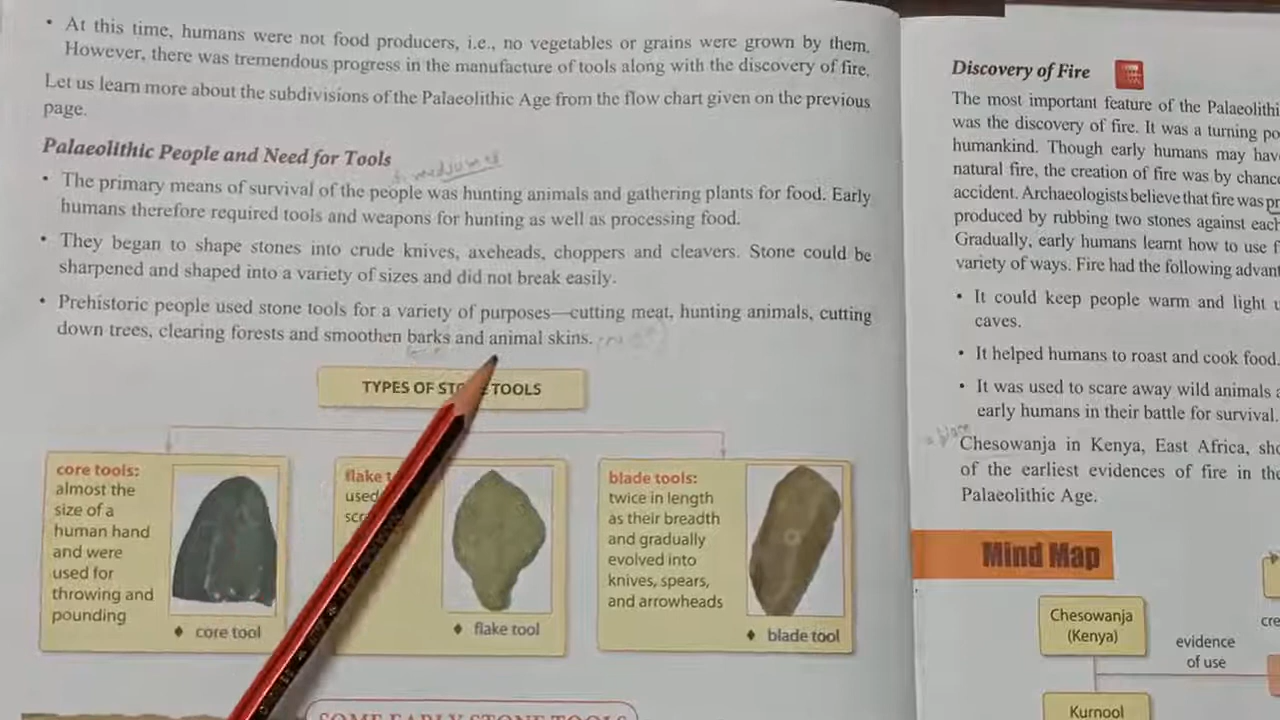 • At this time, humans were not food producers, i.e., no vegetables or grains were grown by them.
However, there was tremendous progress in the manufacture of tools along with the discovery of fire.
Let us learn more about the subdivisions of the Palaeolithic Age from the flow chart given on the previous
page.
Palaeolithic People and Need for Tools
• The primary means of survival of the people was hunting animals and gathering plants for food. Early
humans therefore required tools and weapons for hunting as well as processing food.
• They began to shape stones into crude knives, axeheads, choppers and cleavers. Stone could be
sharpened and shaped into a variety of sizes and did not break easily.
• Prehistoric people used stone tools for a variety of purposes—cutting meat, hunting animals, cutting
down trees, clearing forests and smoothen barks and animal skins.
TYPES OF TOOLS
core tools:
almost the
size of a
human hand
and were
used for
throwing and
pounding
♦ core tool
flake
used
♦ flake tool
blade tools:
twice in length
as their breadth
and gradually
evolved into
knives, spears,
and arrowheads
♦ blade tool
SOME EARLY STONE TOOLS
Discovery of Fire
The most important feature of the Palaeolithi
was the discovery of fire. It was a turning po
humankind. Though early humans may have
natural fire, the creation of fire was by chance
accident. Archaeologists believe that fire was pr
produced by rubbing two stones against each
Gradually, early humans learnt how to use f
variety of ways. Fire had the following advan
• It could keep people warm and light
caves.
• It helped humans to roast and cook food.
• It was used to scare away wild animals a
early humans in their battle for survival.
Chesowanja in Kenya, East Africa, sho
of the earliest evidences of fire in the
Palaeolithic Age.
Mind Map
Chesowanja
(Kenya)
evidence
of use
cre
Kurnool